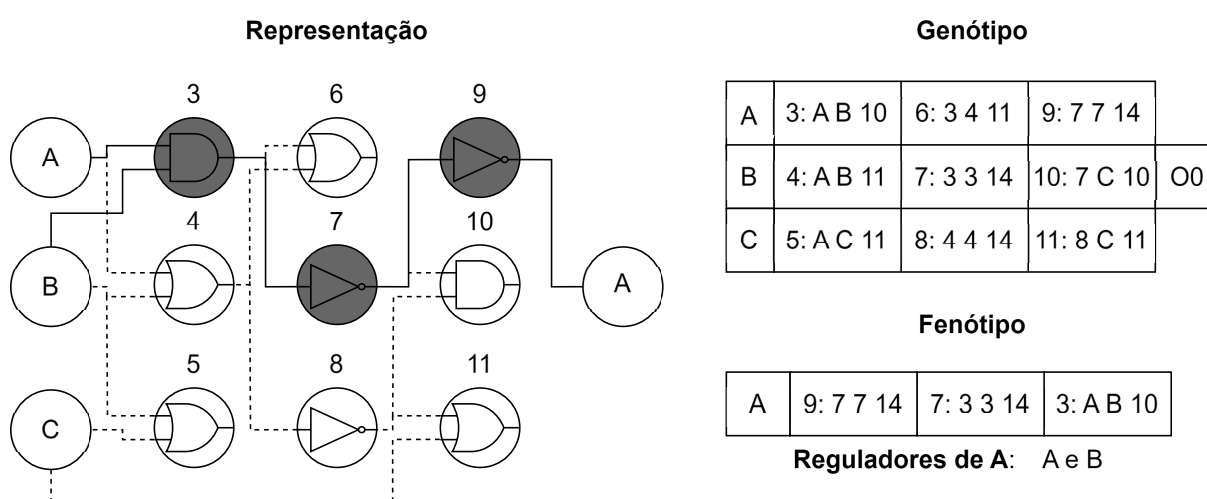 Representação
Genótipo
3 6 9
A
4 7 10
B
A
5 8 11
C
A 3: A B 10 6: 3 4 11 9: 7 7 14
B 4: A B 11 7: 3 3 14 10: 7 C 10 O0
C 5: A C 11 8: 4 4 14 11: 8 C 11
Fenótipo
A 9: 7 7 14 7: 3 3 14 3: A B 10
Reguladores de A: A e B